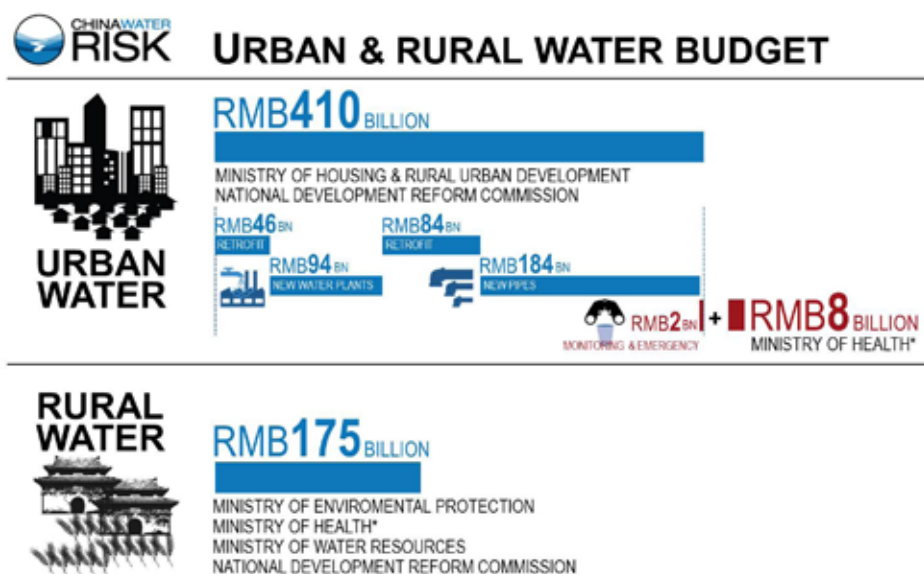 CHINAWATER
RISK
URBAN & RURAL WATER BUDGET
RMB410 BILLION
MINISTRY OF HOUSING & RURAL URBAN DEVELOPMENT
NATIONAL DEVELOPMENT REFORM COMMISSION
RMB46 BN
RETROFIT
RMB84 BN
RETROFIT
URBAN
WATER
RMB94 BN
NEW WATER PLANTS
RMB184 BN
NEW PIPES
RMB2 BN
MONITORING & EMERGENCY
+ RMB8 BILLION
MINISTRY OF HEALTH*
RURAL
WATER
RMB175 BILLION
MINISTRY OF ENVIROMENTAL PROTECTION
MINISTRY OF HEALTH*
MINISTRY OF WATER RESOURCES
NATIONAL DEVELOPMENT REFORM COMMISSION